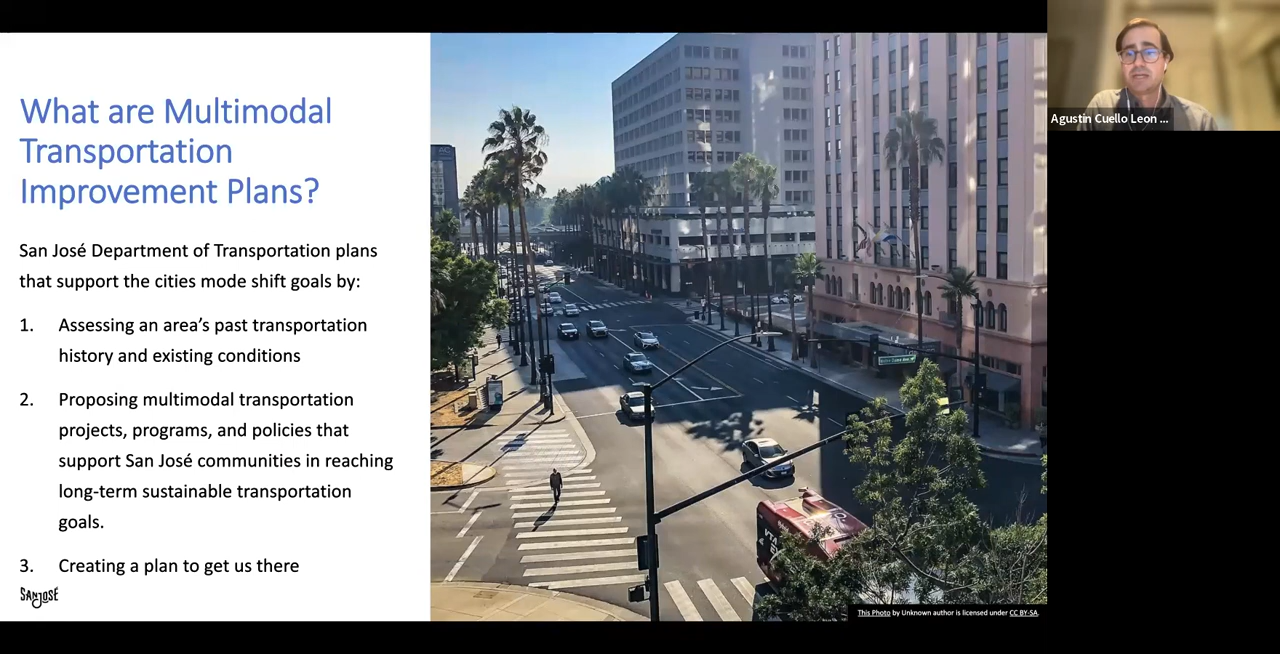 What are Multimodal
Transportation
Improvement Plans?
San José Department of Transportation plans
that support the cities mode shift goals by:
1. Assessing an area's past transportation
history and existing conditions
2. Proposing multimodal transportation
projects, programs, and policies that
support San José communities in reaching
long-term sustainable transportation
goals.
3. Creating a plan to get us there
SAN JOSÉ
VTA
This Photo by Unknown author is licensed under CC BY-SA.
Agustin Cuello Leon ...